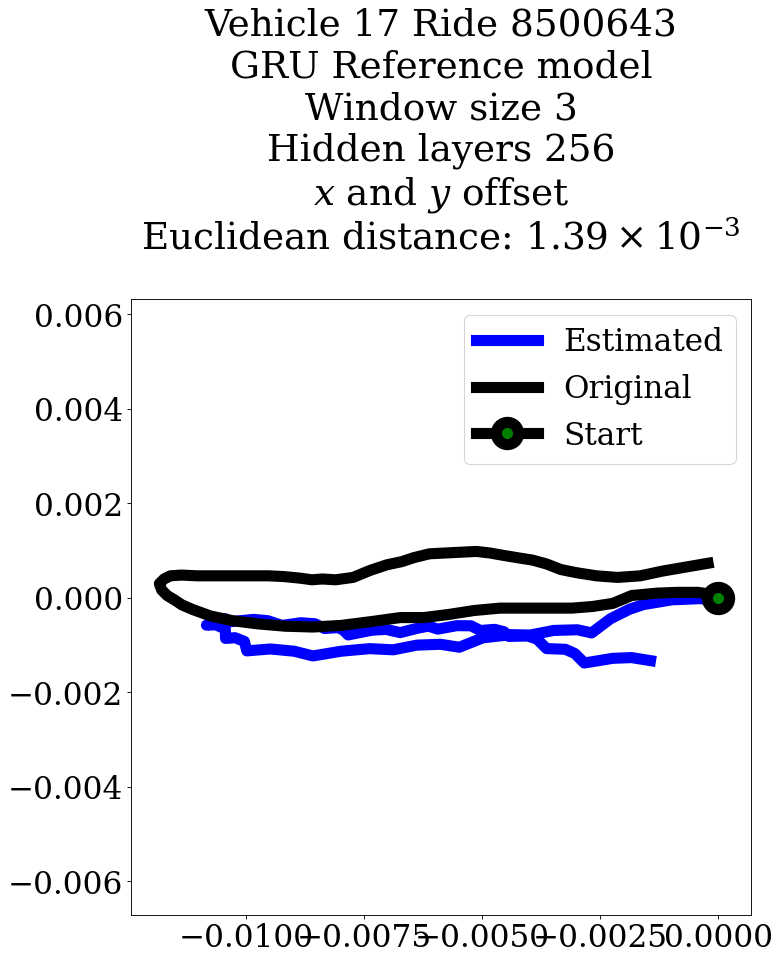 Vehicle 17 Ride 8500643
GRU Reference model
Window size 3
Hidden layers 256
x and y offset
Euclidean distance: 1.39 × 10⁻³
Estimated
Original
Start
0.006
0.004
0.002
0.000
−0.002
−0.004
−0.006
−0.0100 −0.0075 −0.0050 −0.0025 0.0000